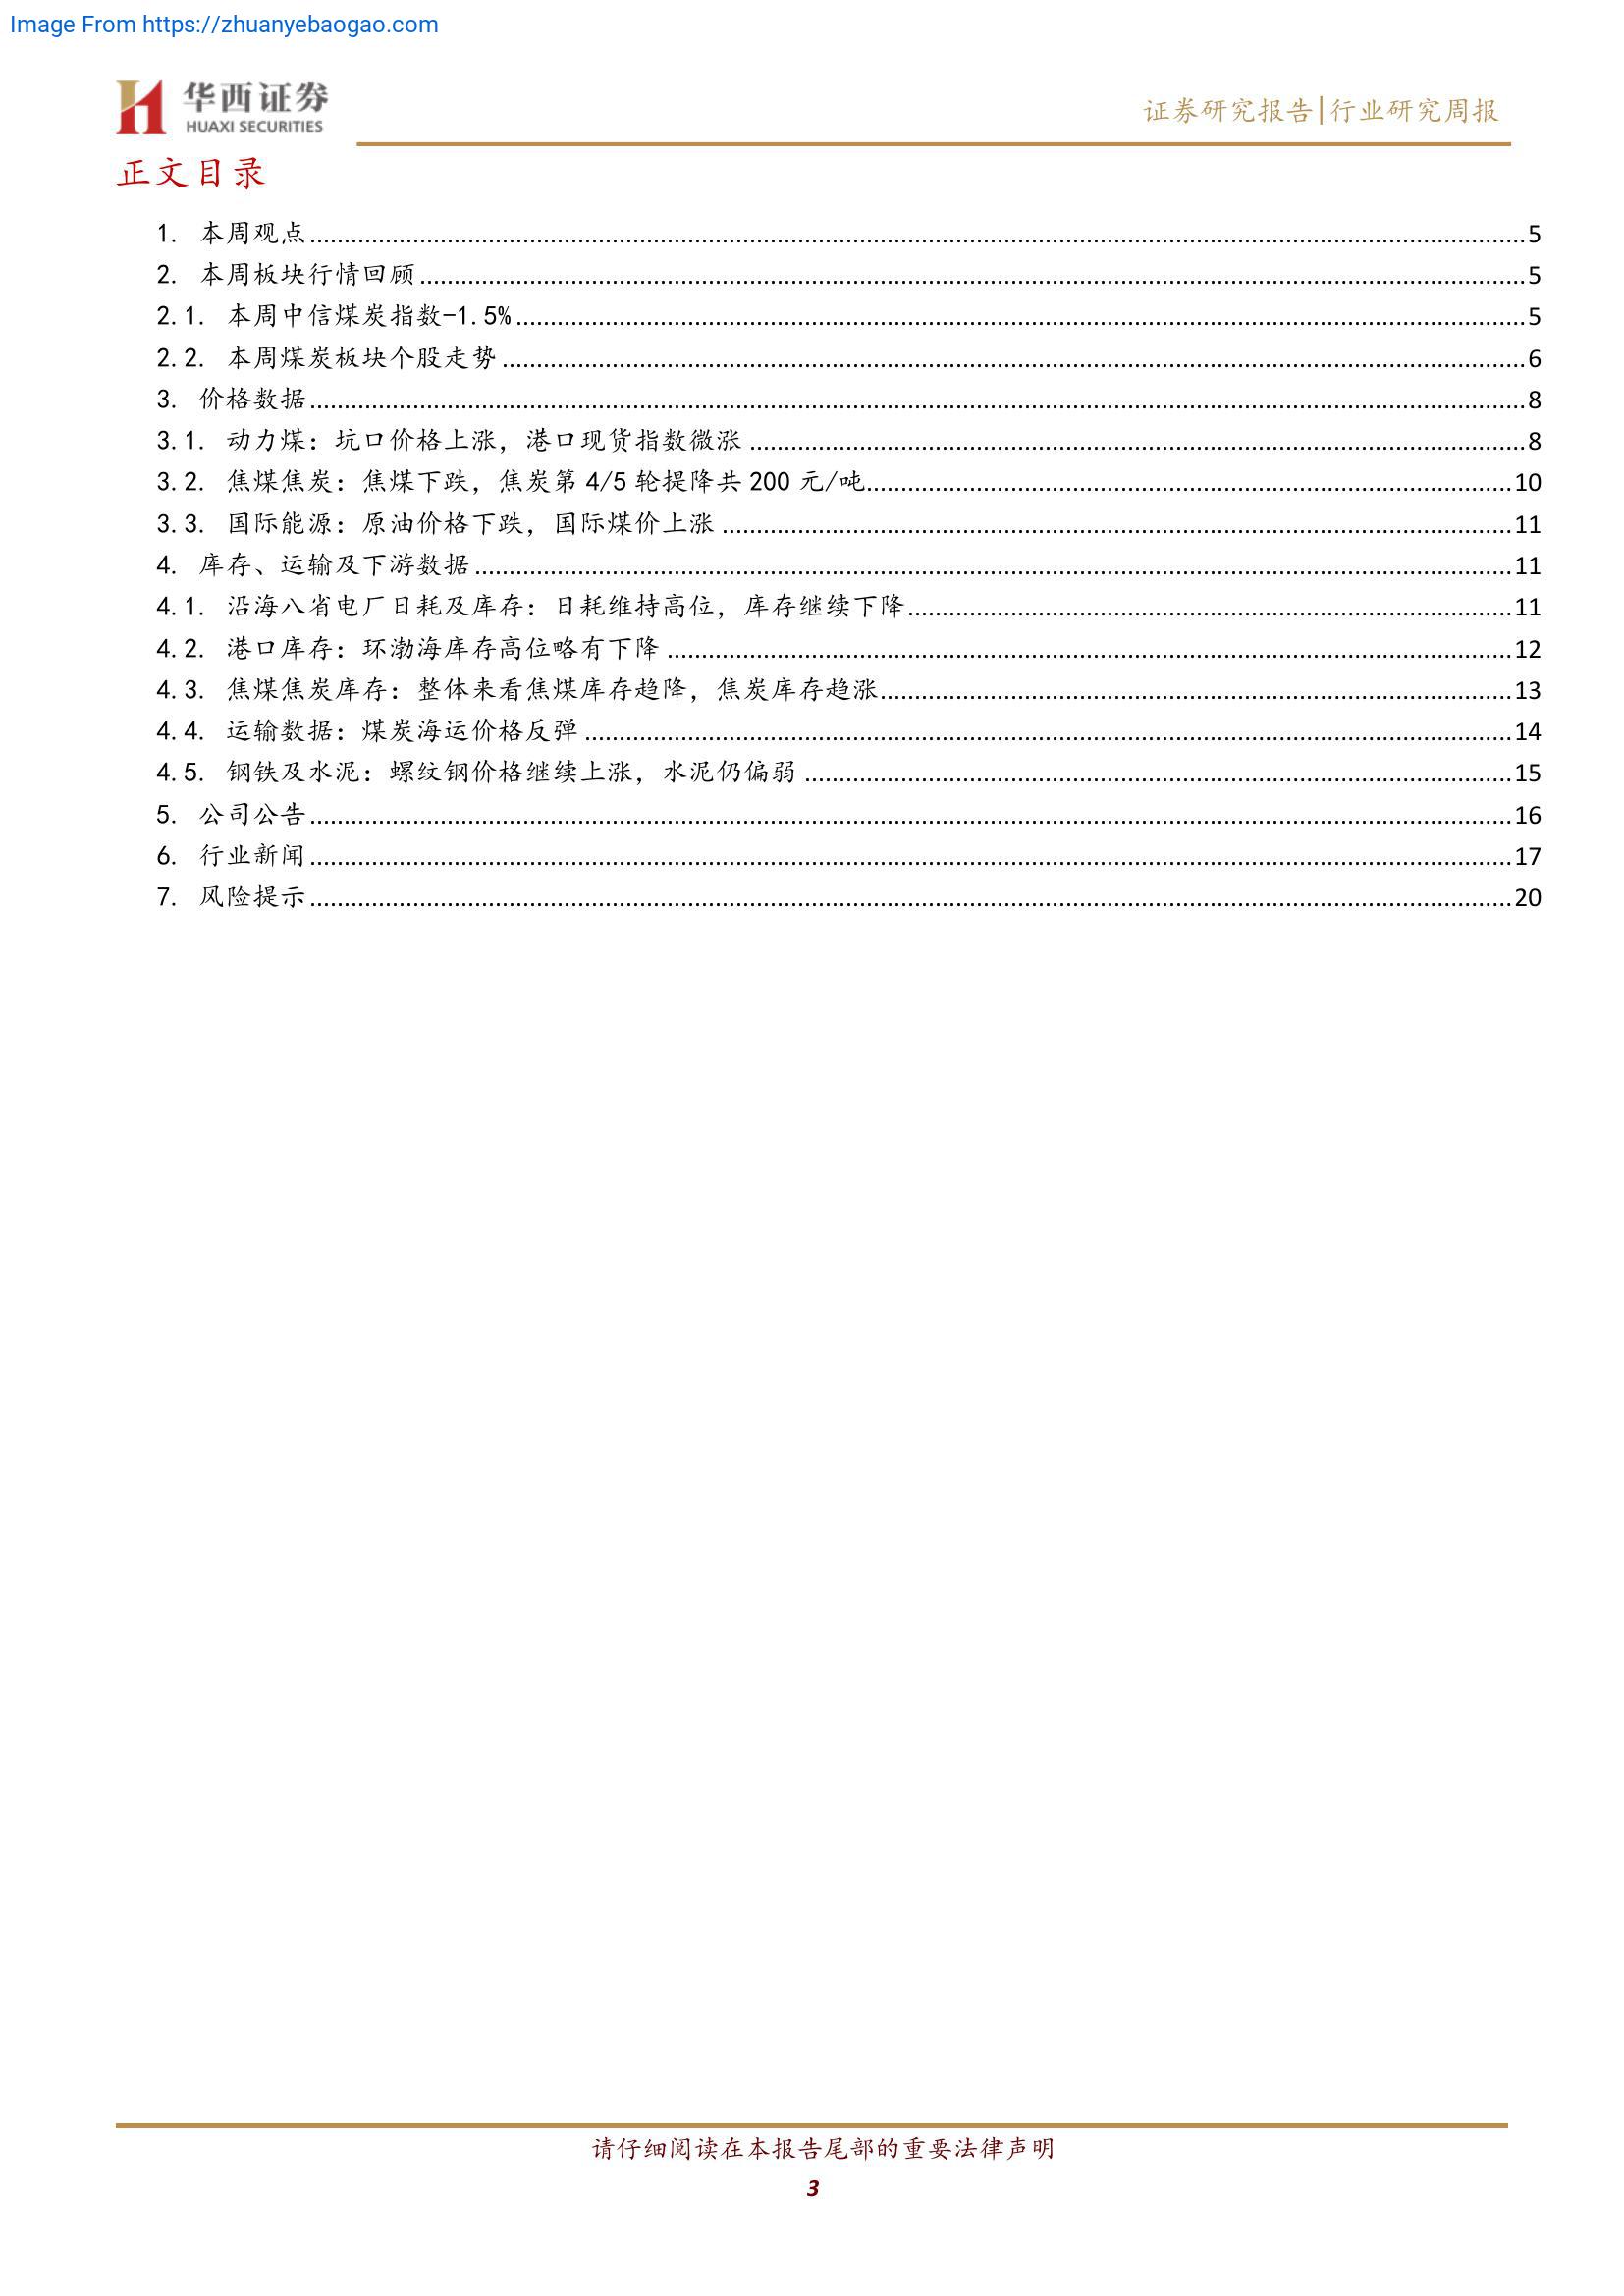 Image From https://zhuanyebaogao.com
华西证券
HUAXI SECURITIES
证券研究报告|行业研究周报
正文目录
1. 本周观点 5
2. 本周板块行情回顾 5
2.1. 本周中信煤炭指数-1.5% 5
2.2. 本周煤炭板块个股走势 6
3. 价格数据 8
3.1. 动力煤：坑口价格上涨，港口现货指数微涨 8
3.2. 焦煤焦炭：焦煤下跌，焦炭第 4/5 轮提降共 200 元/吨 10
3.3. 国际能源：原油价格下跌，国际煤价上涨 11
4. 库存、运输及下游数据 11
4.1. 沿海八省电厂日耗及库存：日耗维持高位，库存继续下降 11
4.2. 港口库存：环渤海库存高位略有下降 12
4.3. 焦煤焦炭库存：整体来看焦煤库存趋降，焦炭库存趋涨 13
4.4. 运输数据：煤炭海运价格反弹 14
4.5. 钢铁及水泥：螺纹钢价格继续上涨，水泥仍偏弱 15
5. 公司公告 16
6. 行业新闻 17
7. 风险提示 20
请仔细阅读在本报告尾部的重要法律声明
3